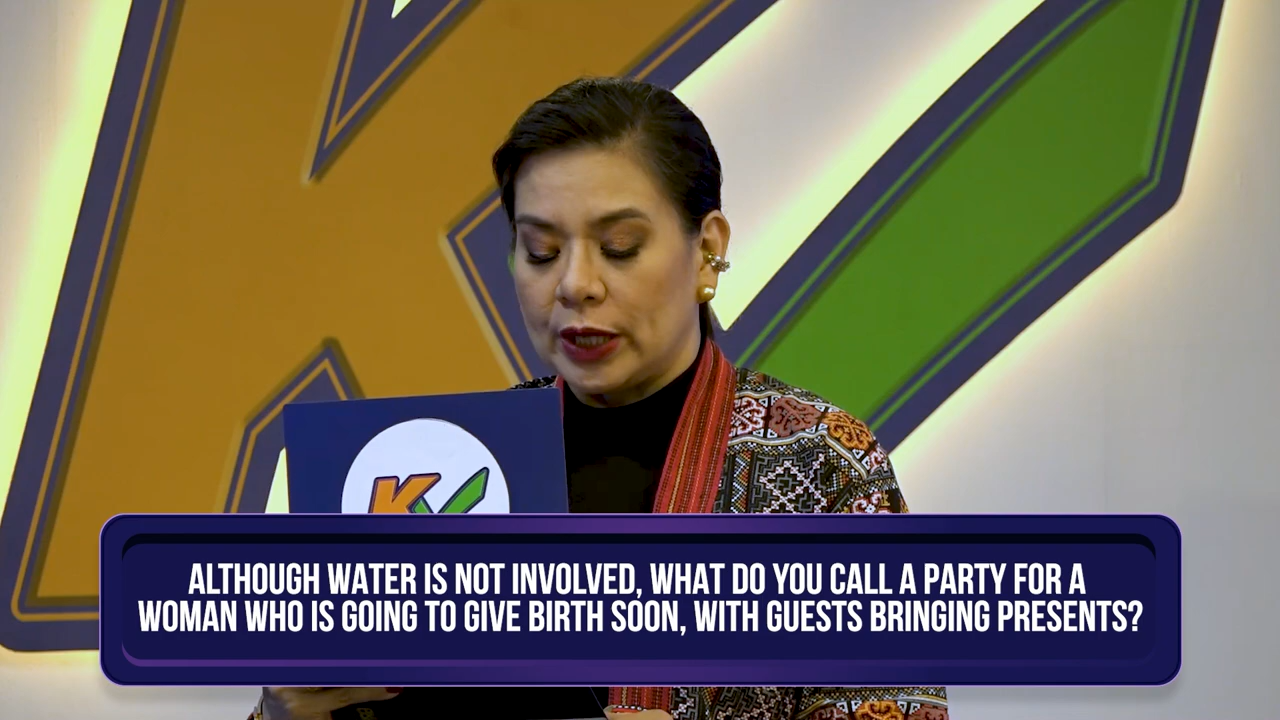 KV
ALTHOUGH WATER IS NOT INVOLVED, WHAT DO YOU CALL A PARTY FOR A
WOMAN WHO IS GOING TO GIVE BIRTH SOON, WITH GUESTS BRINGING PRESENTS?